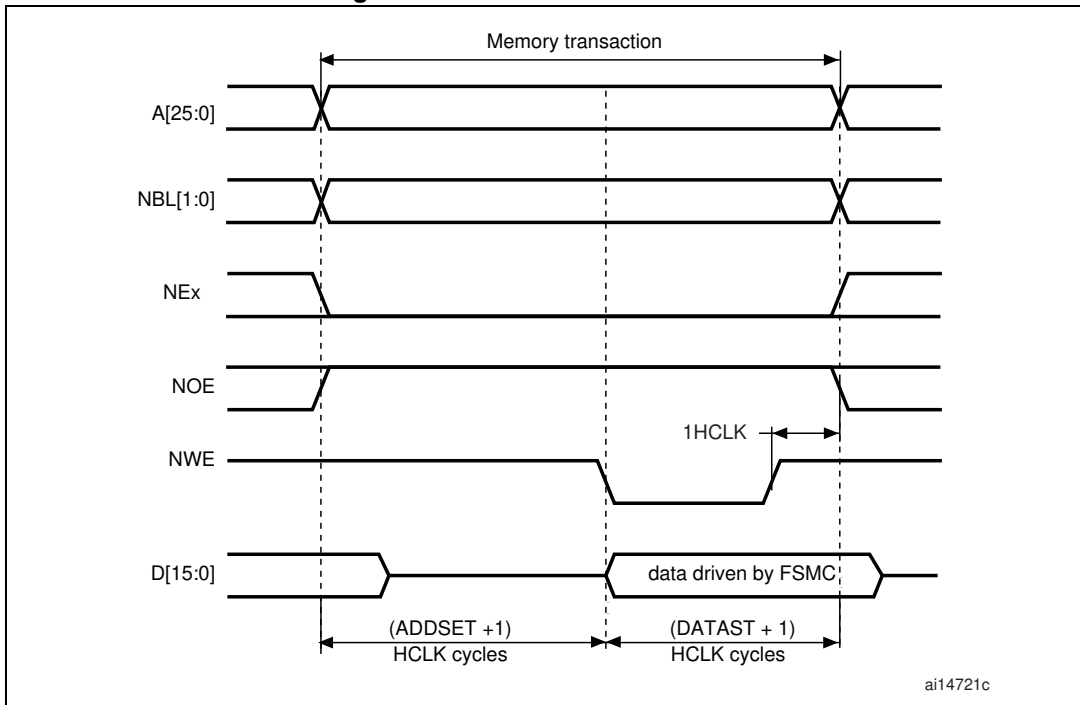 Memory transaction
A[25:0]
NBL[1:0]
NEx
NOE
1HCLK
NWE
D[15:0]
data driven by FSMC
(ADDSET +1)
HCLK cycles
(DATAST + 1)
HCLK cycles
ai14721c